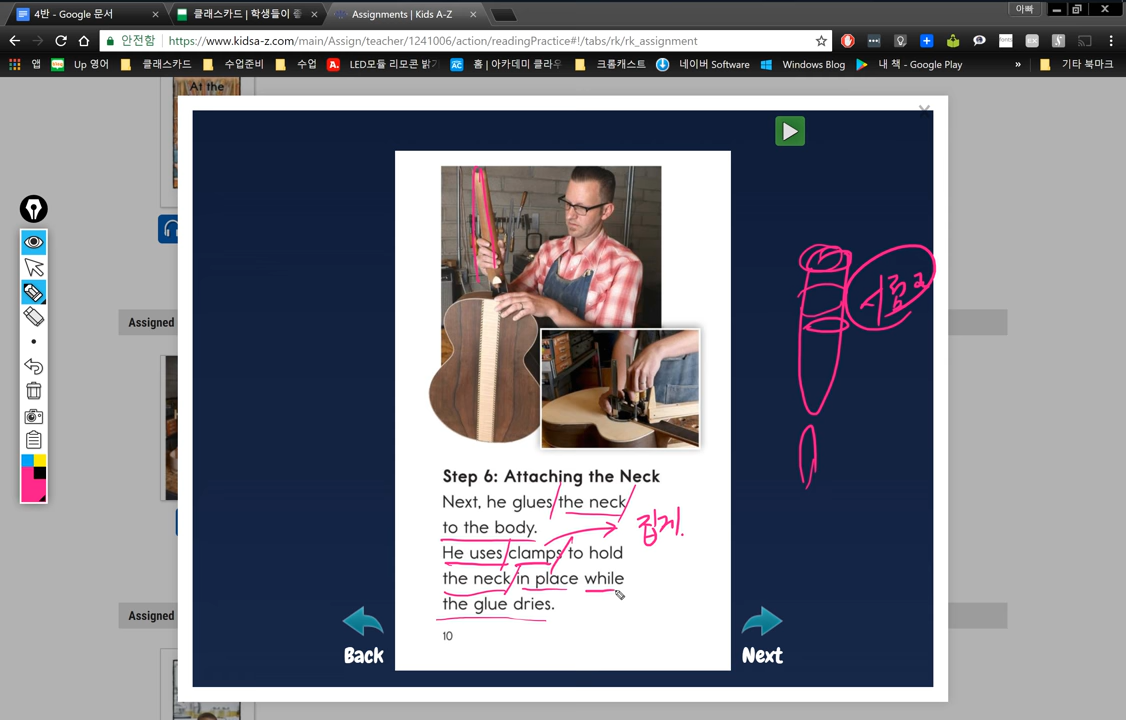 4반 - Google 문서
클래스카드 | 학생들이 좋
Assignments | Kids A-Z
아빠
안전함
https://www.kidsa-z.com/main/Assign/teacher/1241006/action/readingPractice#!/tabs/rk/rk_assignment
앱
Up 영어
클래스카드
수업준비
수업
LED모듈 리모콘 밝기
홈 | 아카데미 클라우
크롬캐스트
네이버 Software
Windows Blog
내 책 - Google Play
»
기타 북마크
At the
Assigned
Assigned
Step 6: Attaching the Neck
Next, he glues the neck
to the body.
집게.
He uses clamps to hold
the neck in place while
the glue dries.
10
Back
Next